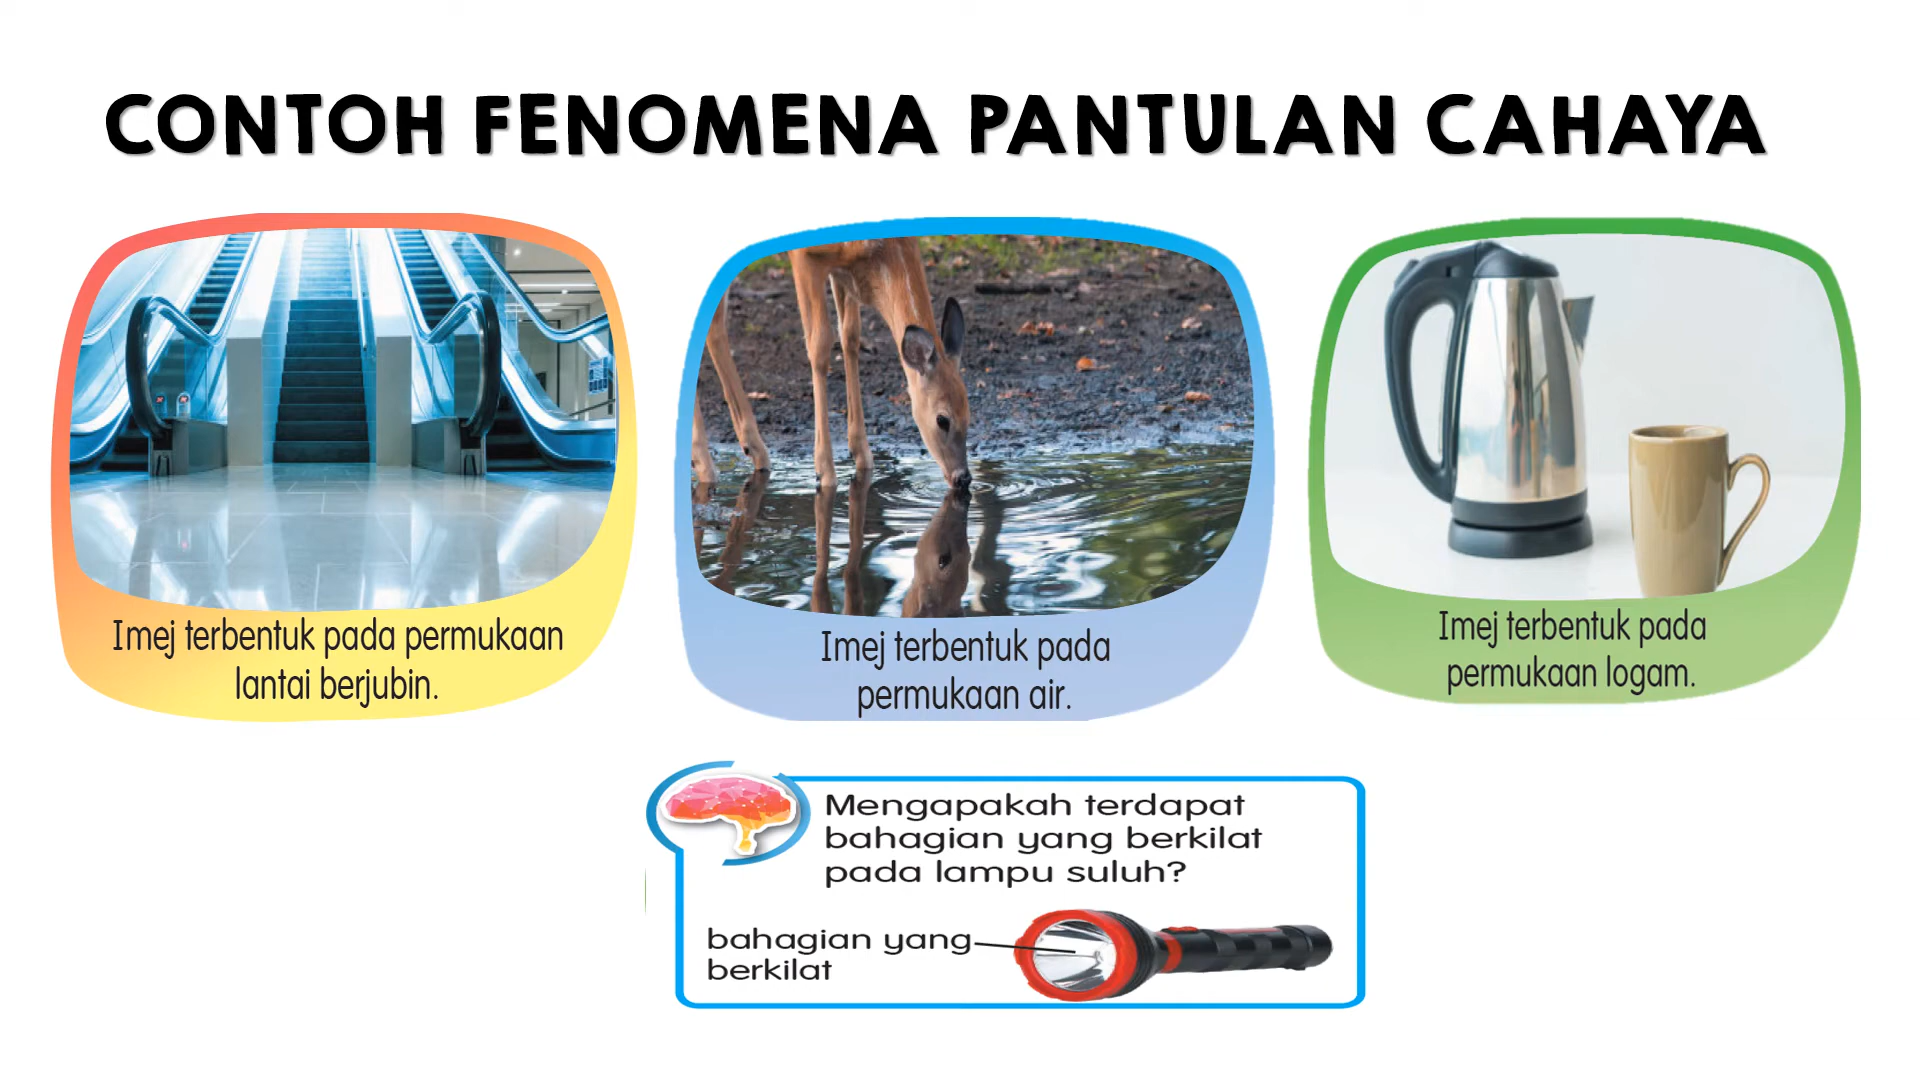 CONTOH FENOMENA PANTULAN CAHAYA
Imej terbentuk pada permukaan
lantai berjubin.
Imej terbentuk pada
permukaan air.
Imej terbentuk pada
permukaan logam.
Mengapakah terdapat
bahagian yang berkilat
pada lampu suluh?
bahagian yang
berkilat